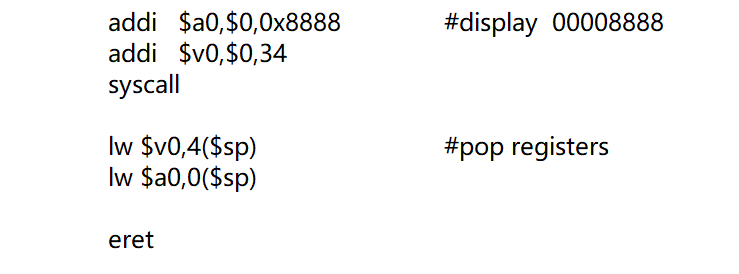 addi $a0,$0,0x8888 #display 00008888
addi $v0,$0,34
syscall
lw $v0,4($sp) #pop registers
lw $a0,0($sp)
eret